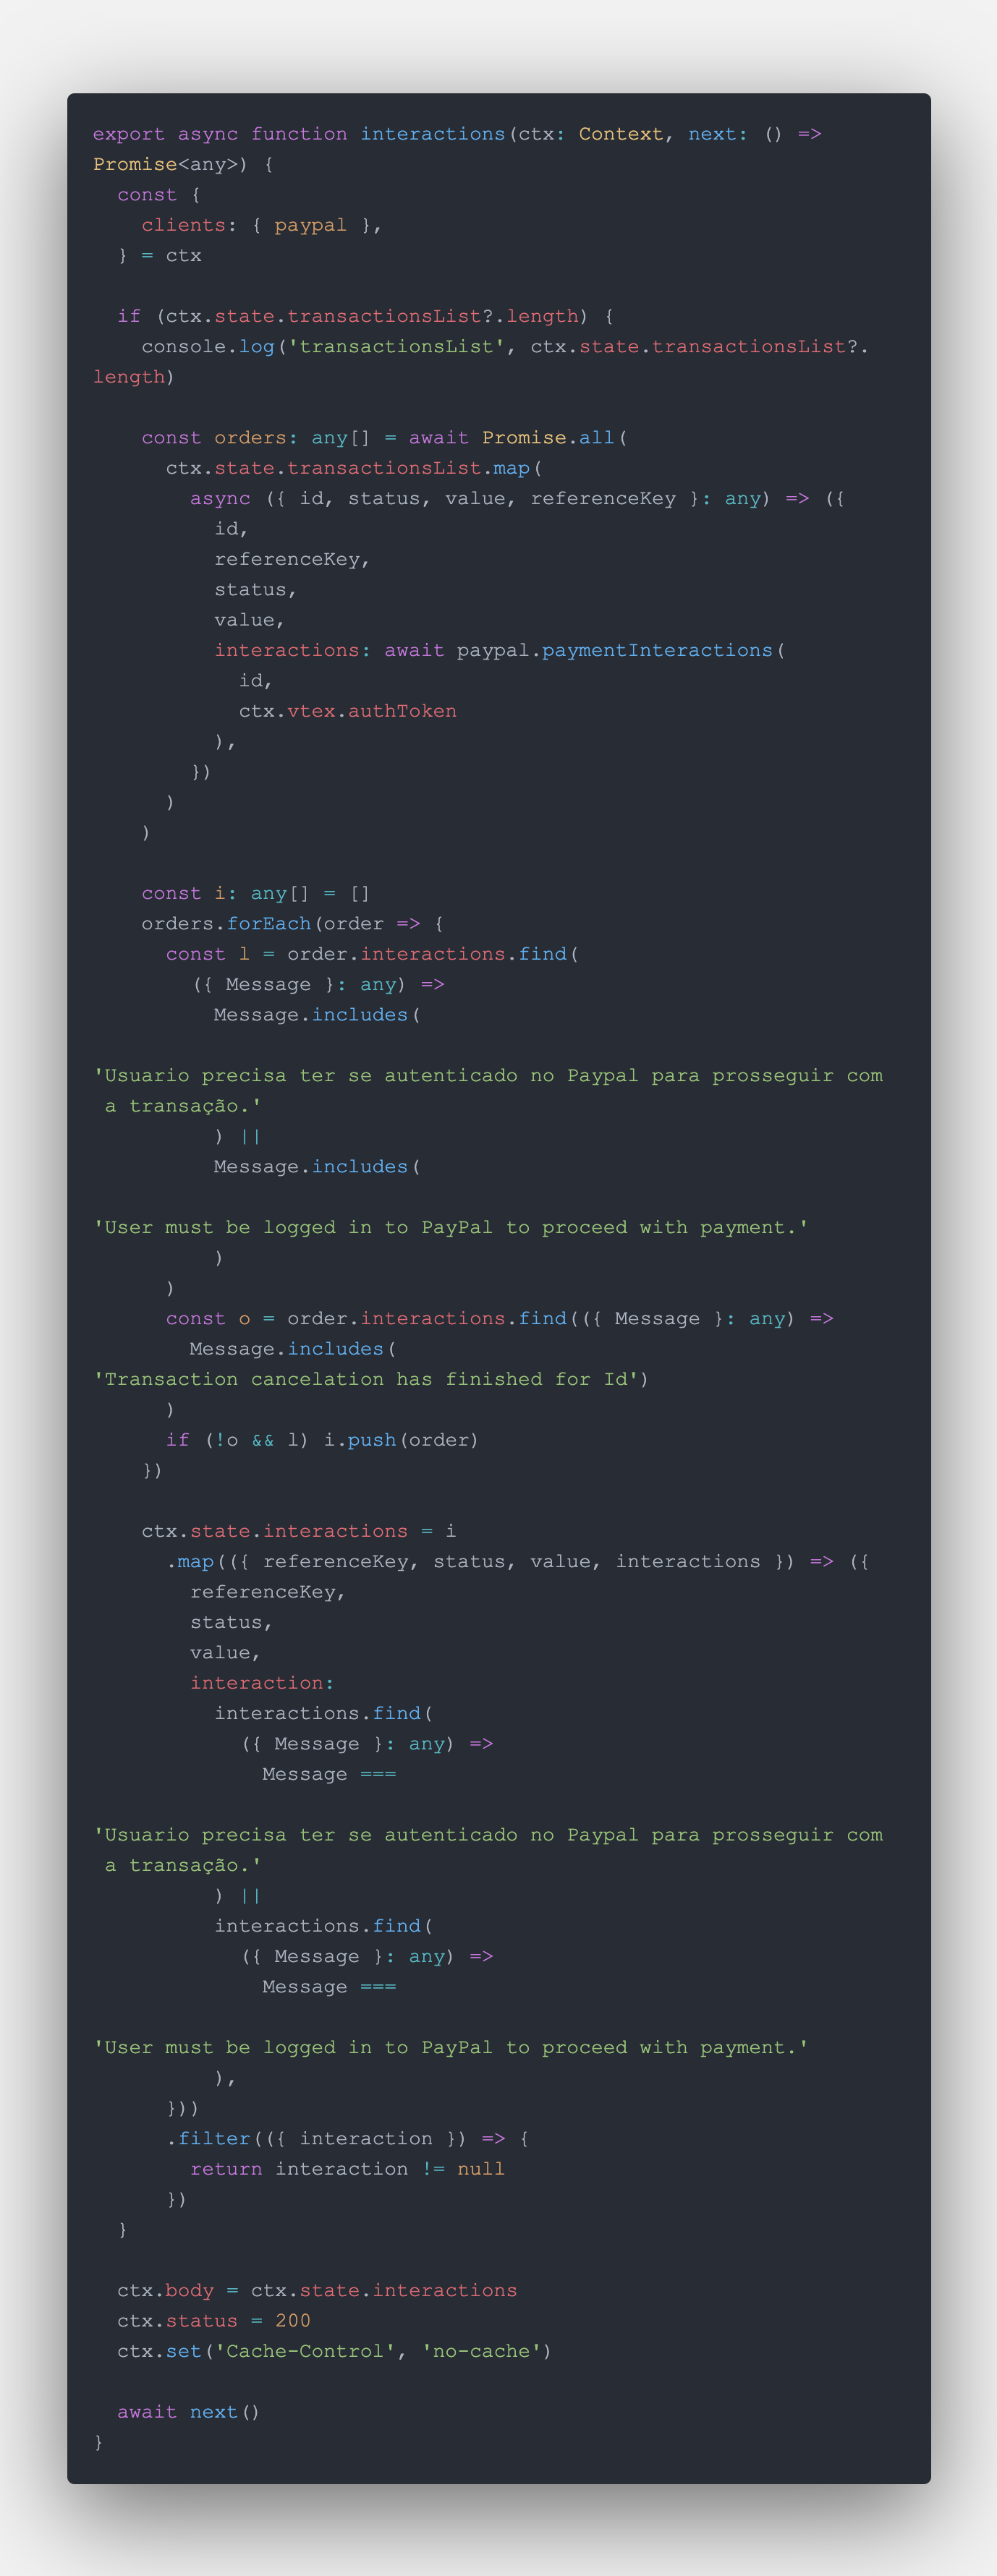 export async function interactions(ctx: Context, next: () =>
Promise<any>) {
  const {
    clients: { paypal },
  } = ctx

  if (ctx.state.transactionsList?.length) {
    console.log('transactionsList', ctx.state.transactionsList?.
length)

    const orders: any[] = await Promise.all(
      ctx.state.transactionsList.map(
        async ({ id, status, value, referenceKey }: any) => ({
          id,
          referenceKey,
          status,
          value,
          interactions: await paypal.paymentInteractions(
            id,
            ctx.vtex.authToken
          ),
        })
      )
    )

    const i: any[] = []
    orders.forEach(order => {
      const l = order.interactions.find(
        ({ Message }: any) =>
          Message.includes(

'Usuario precisa ter se autenticado no Paypal para prosseguir com
 a transação.'
          ) ||
          Message.includes(

'User must be logged in to PayPal to proceed with payment.'
          )
      )
      const o = order.interactions.find(({ Message }: any) =>
        Message.includes(
'Transaction cancelation has finished for Id')
      )
      if (!o && l) i.push(order)
    })

    ctx.state.interactions = i
      .map(({ referenceKey, status, value, interactions }) => ({
        referenceKey,
        status,
        value,
        interaction:
          interactions.find(
            ({ Message }: any) =>
              Message ===

'Usuario precisa ter se autenticado no Paypal para prosseguir com
 a transação.'
          ) ||
          interactions.find(
            ({ Message }: any) =>
              Message ===

'User must be logged in to PayPal to proceed with payment.'
          ),
      }))
      .filter(({ interaction }) => {
        return interaction != null
      })
  }

  ctx.body = ctx.state.interactions
  ctx.status = 200
  ctx.set('Cache-Control', 'no-cache')

  await next()
}